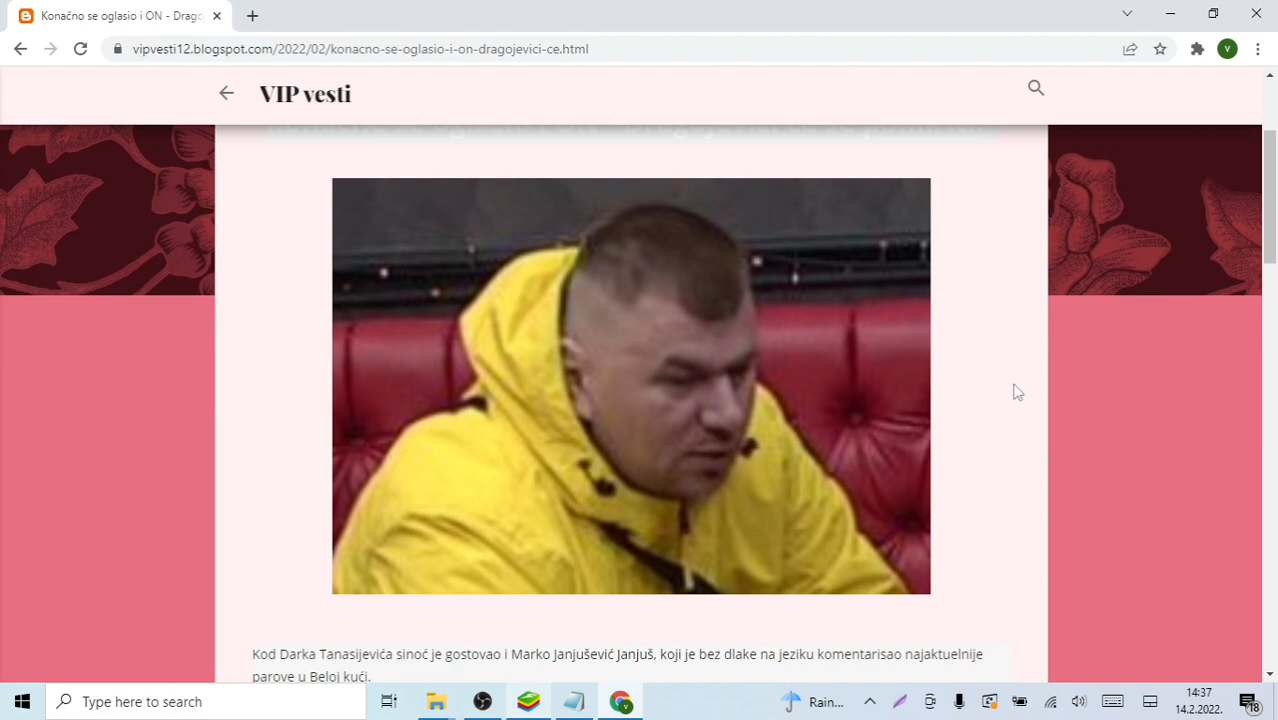 Konačno se oglasio i ON - Drago
vipvesti12.blogspot.com/2022/02/konacno-se-oglasio-i-on-dragojevici-ce.html
V
VIP vesti
Kod Darka Tanasijevića sinoć je gostovao i Marko Janjušević Janjuš, koji je bez dlake na jeziku komentarisao najaktuelnije
parove u Beloj kući.
Type here to search
Rain...
14:37
14.2.2022.
18